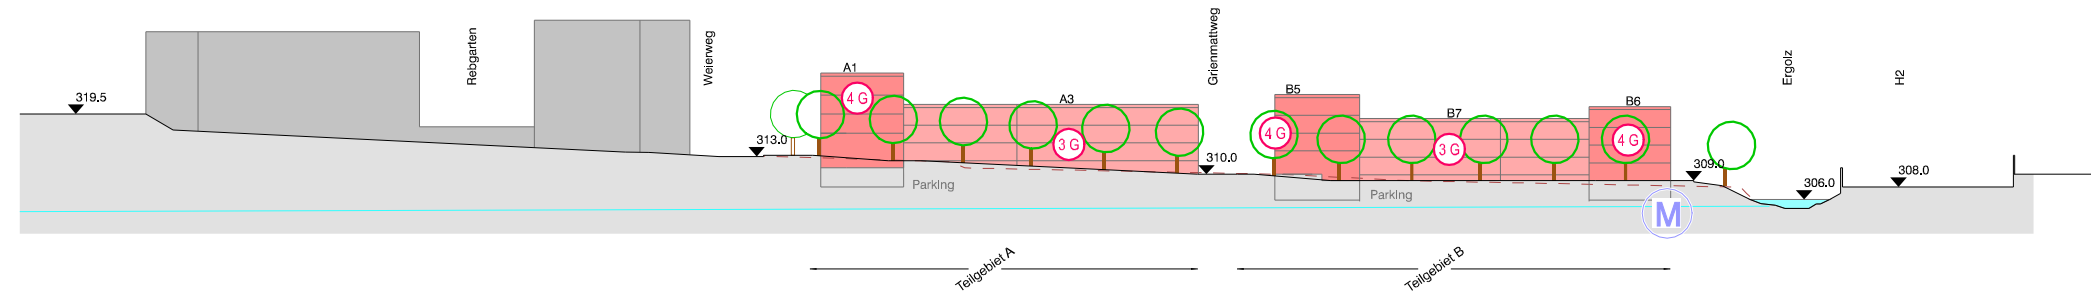 319.5
Rebgarten
Weierweg
313.0
A1
4 G
A3
3 G
Parking
Grienmattweg
310.0
B5
4 G
B7
3 G
Parking
B6
4 G
309.0
M
Ergolz
306.0
H2
308.0
Teilgebiet A
Teilgebiet B